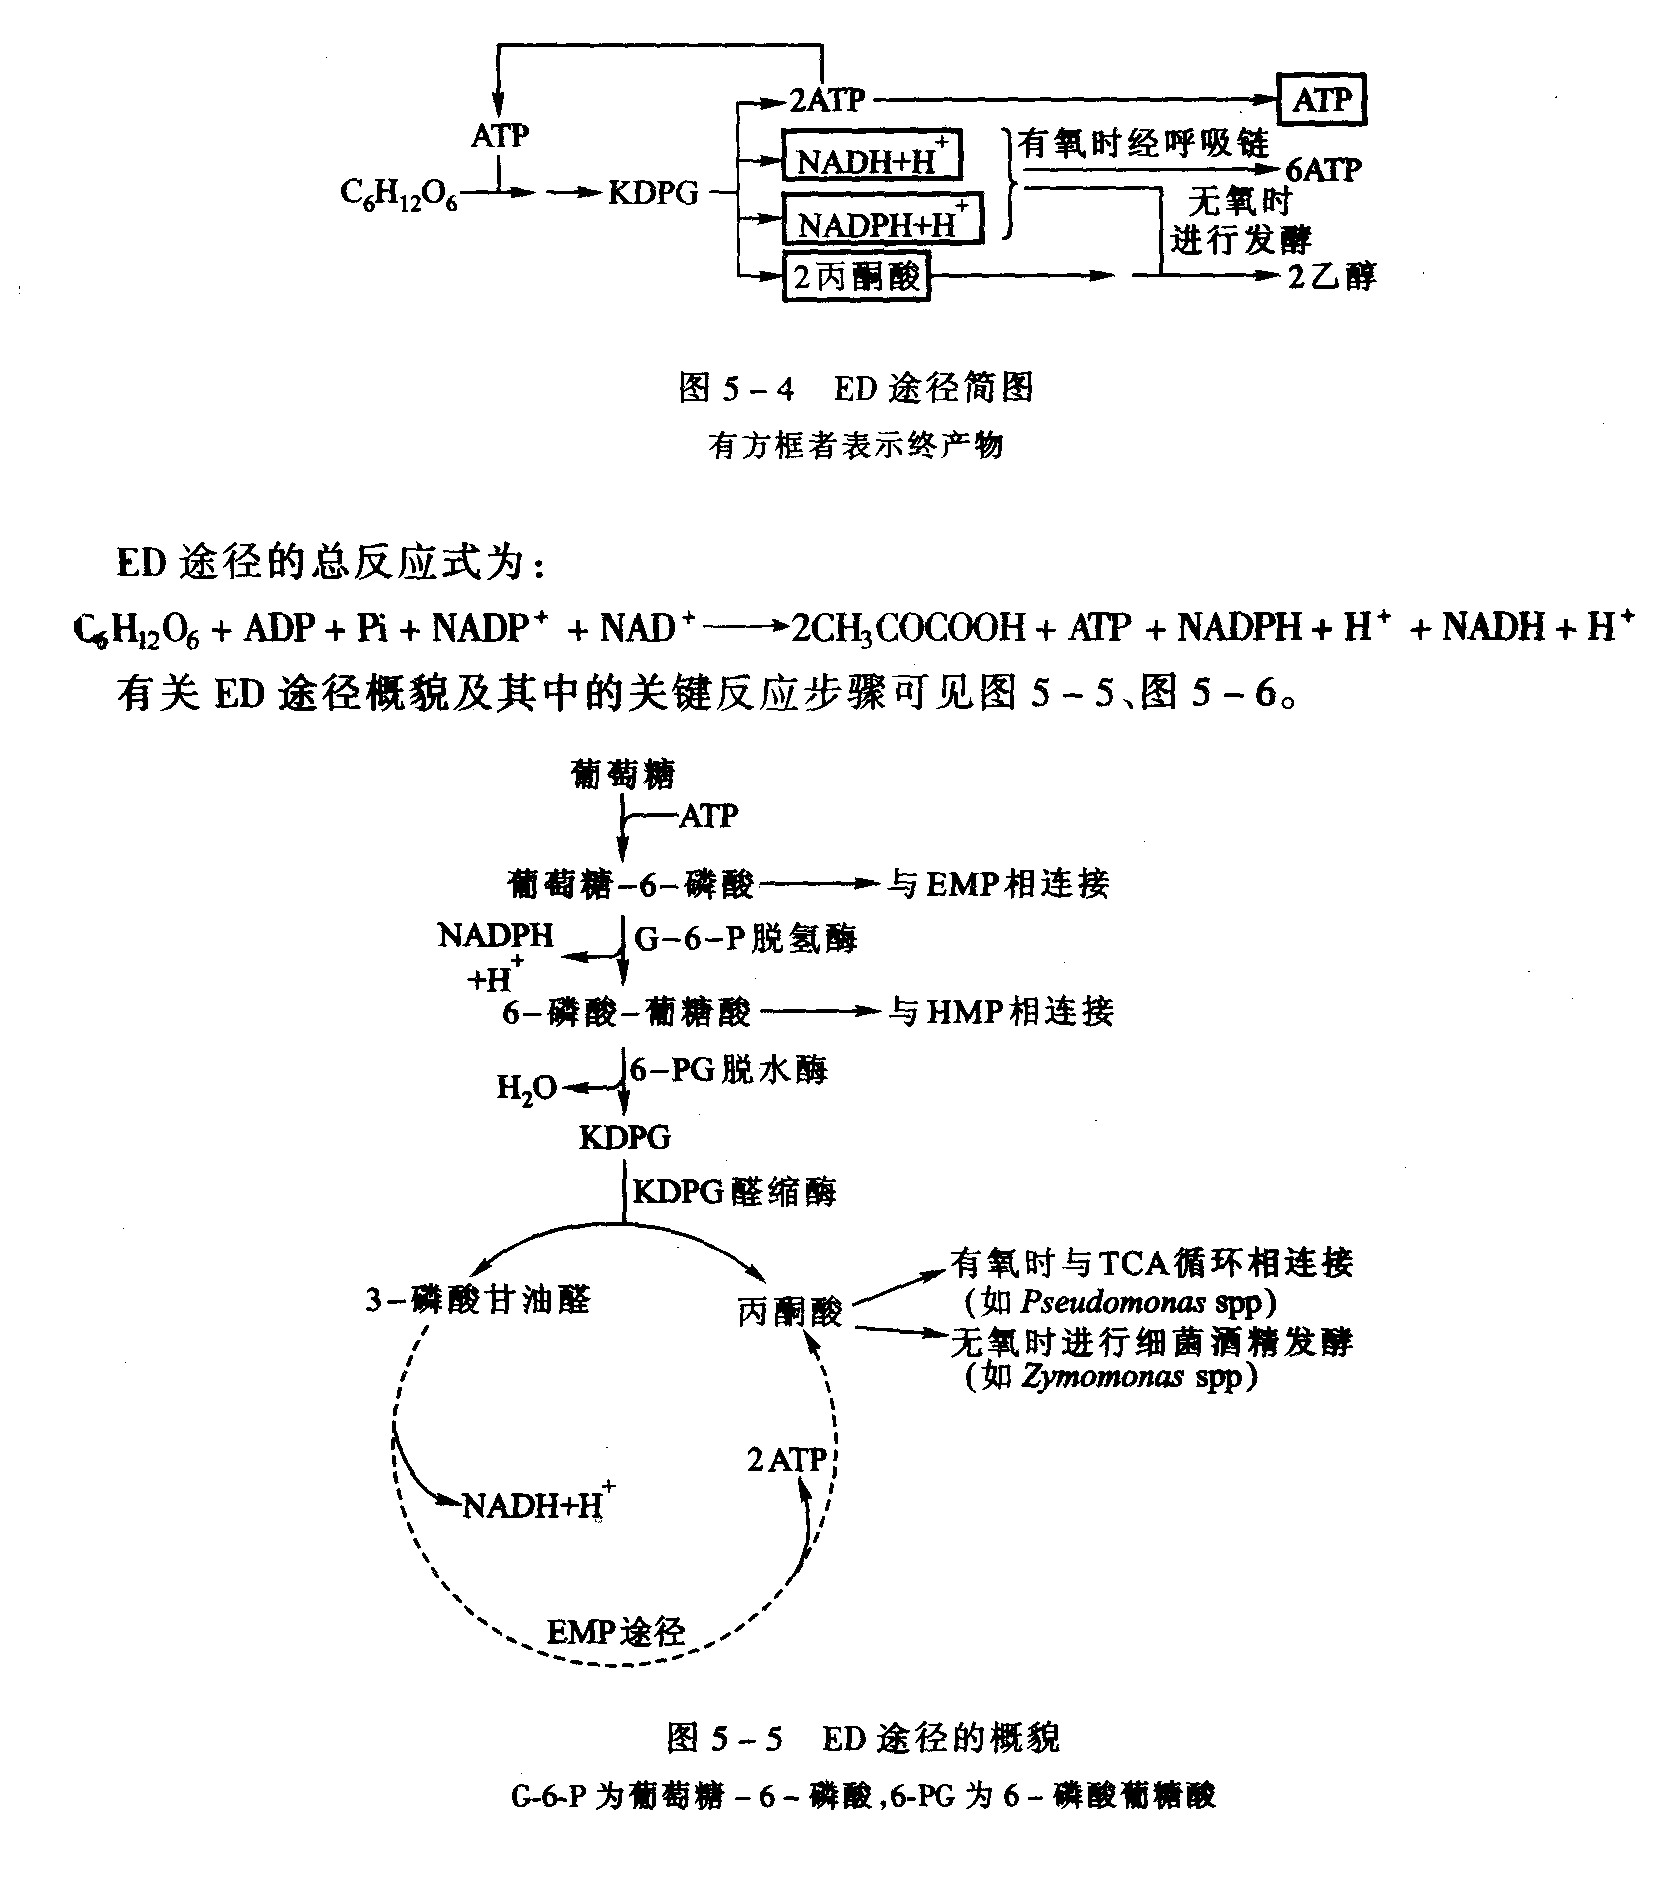 2ATP
ATP
ATP
NADH+H⁺
有氧时经呼吸链
6ATP
C₆H₁₂O₆
KDPG
NADPH+H⁺
无氧时
进行发酵
2丙酮酸
2乙醇
图 5-4 ED 途径简图
有方框者表示终产物
ED 途径的总反应式为:
C₆H₁₂O₆ + ADP + Pi + NADP⁺ + NAD⁺ ⟶ 2CH₃COCOOH + ATP + NADPH + H⁺ + NADH + H⁺
有关 ED 途径概貌及其中的关键反应步骤可见图 5-5、图 5-6。
葡萄糖
ATP
葡萄糖-6-磷酸
与EMP相连接
NADPH
+H⁺
G-6-P脱氢酶
6-磷酸-葡糖酸
与HMP相连接
6-PG脱水酶
H₂O
KDPG
KDPG醛缩酶
3-磷酸甘油醛
丙酮酸
有氧时与TCA循环相连接
(如 Pseudomonas spp)
无氧时进行细菌酒精发酵
(如 Zymomonas spp)
2ATP
NADH+H⁺
EMP途径
图 5-5 ED 途径的概貌
G-6-P 为葡萄糖-6-磷酸,6-PG 为 6-磷酸葡糖酸